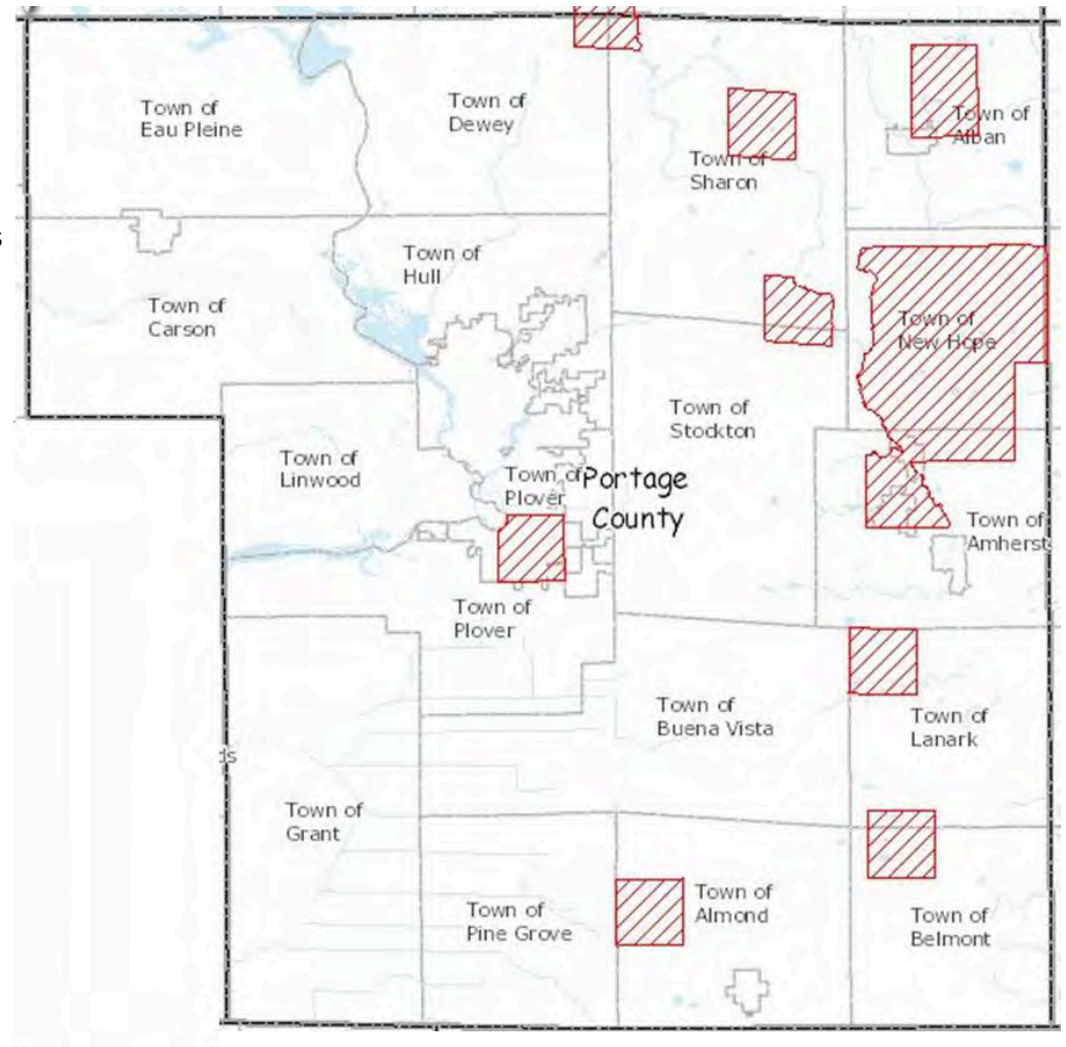 Town of
Eau Pleine
Town of
Dewey
Town of
Alban
Town of
Sharon
s
Town of
Hull
Town of
Carson
Town of
New Hope
Town of
Stockton
Town of
Linwood
Town of
Plover
Portage
County
Town of
Amherst
Town of
Plover
Town of
Buena Vista
Town of
Lanark
ds
Town of
Grant
Town of
Pine Grove
Town of
Almond
Town of
Belmont